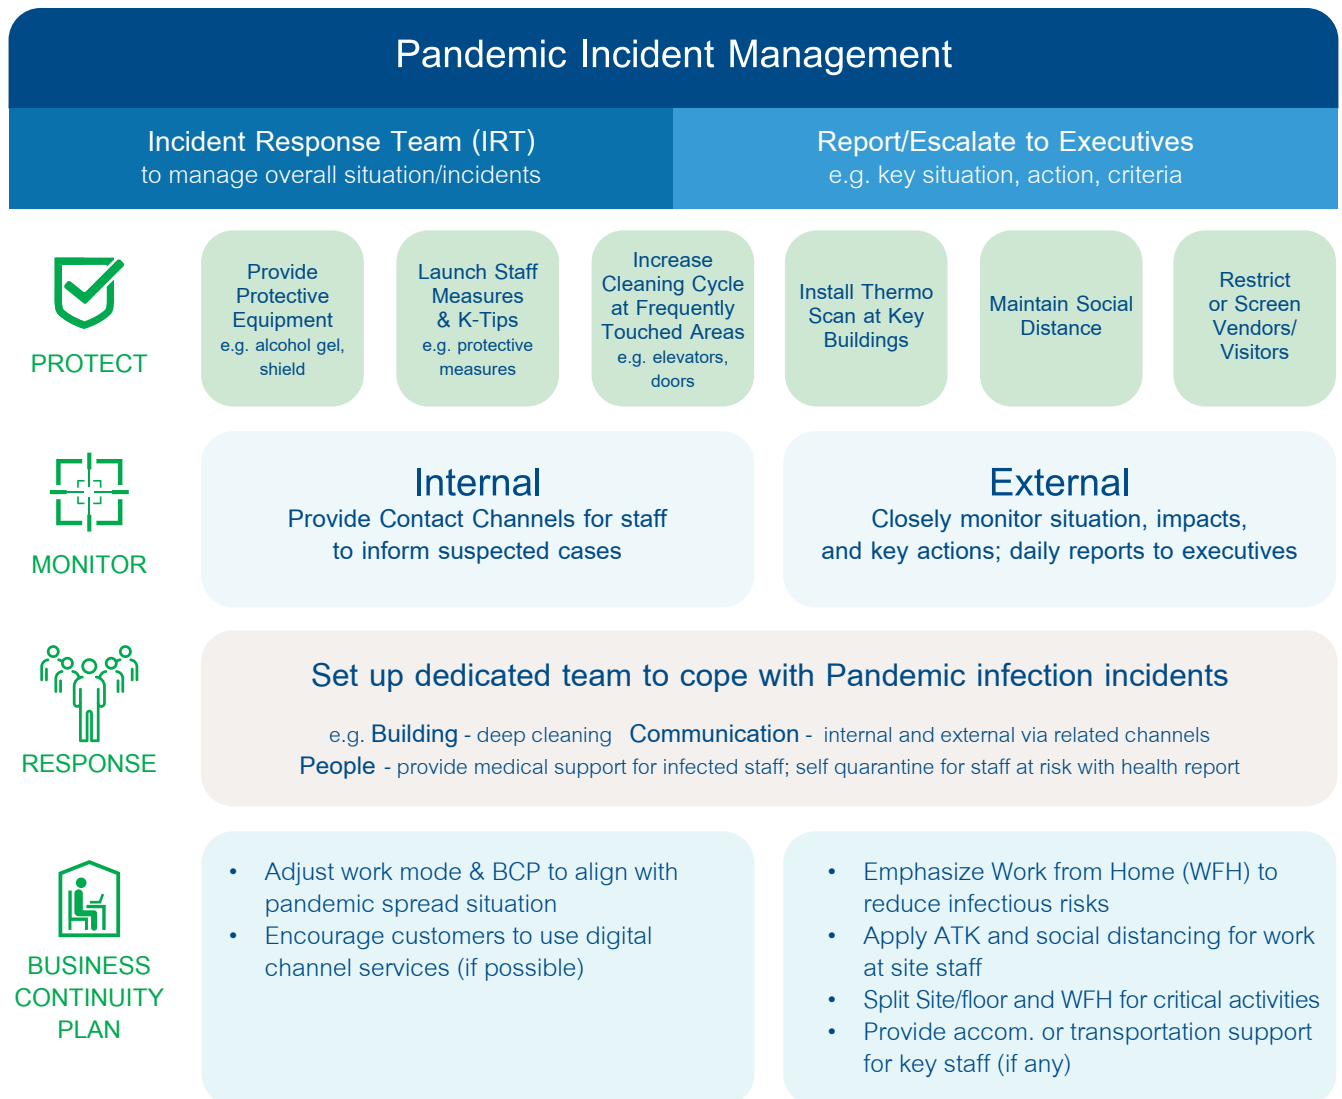 Pandemic Incident Management
Incident Response Team (IRT)
to manage overall situation/incidents
Report/Escalate to Executives
e.g. key situation, action, criteria
PROTECT
Provide
Protective
Equipment
e.g. alcohol gel,
shield
Launch Staff
Measures
& K-Tips
e.g. protective
measures
Increase
Cleaning Cycle
at Frequently
Touched Areas
e.g. elevators,
doors
Install Thermo
Scan at Key
Buildings
Maintain Social
Distance
Restrict
or Screen
Vendors/
Visitors
MONITOR
Internal
Provide Contact Channels for staff
to inform suspected cases
External
Closely monitor situation, impacts,
and key actions; daily reports to executives
RESPONSE
Set up dedicated team to cope with Pandemic infection incidents
e.g. Building - deep cleaning Communication - internal and external via related channels
People - provide medical support for infected staff; self quarantine for staff at risk with health report
BUSINESS
CONTINUITY
PLAN
• Adjust work mode & BCP to align with
pandemic spread situation
• Encourage customers to use digital
channel services (if possible)
• Emphasize Work from Home (WFH) to
reduce infectious risks
• Apply ATK and social distancing for work
at site staff
• Split Site/floor and WFH for critical activities
• Provide accom. or transportation support
for key staff (if any)